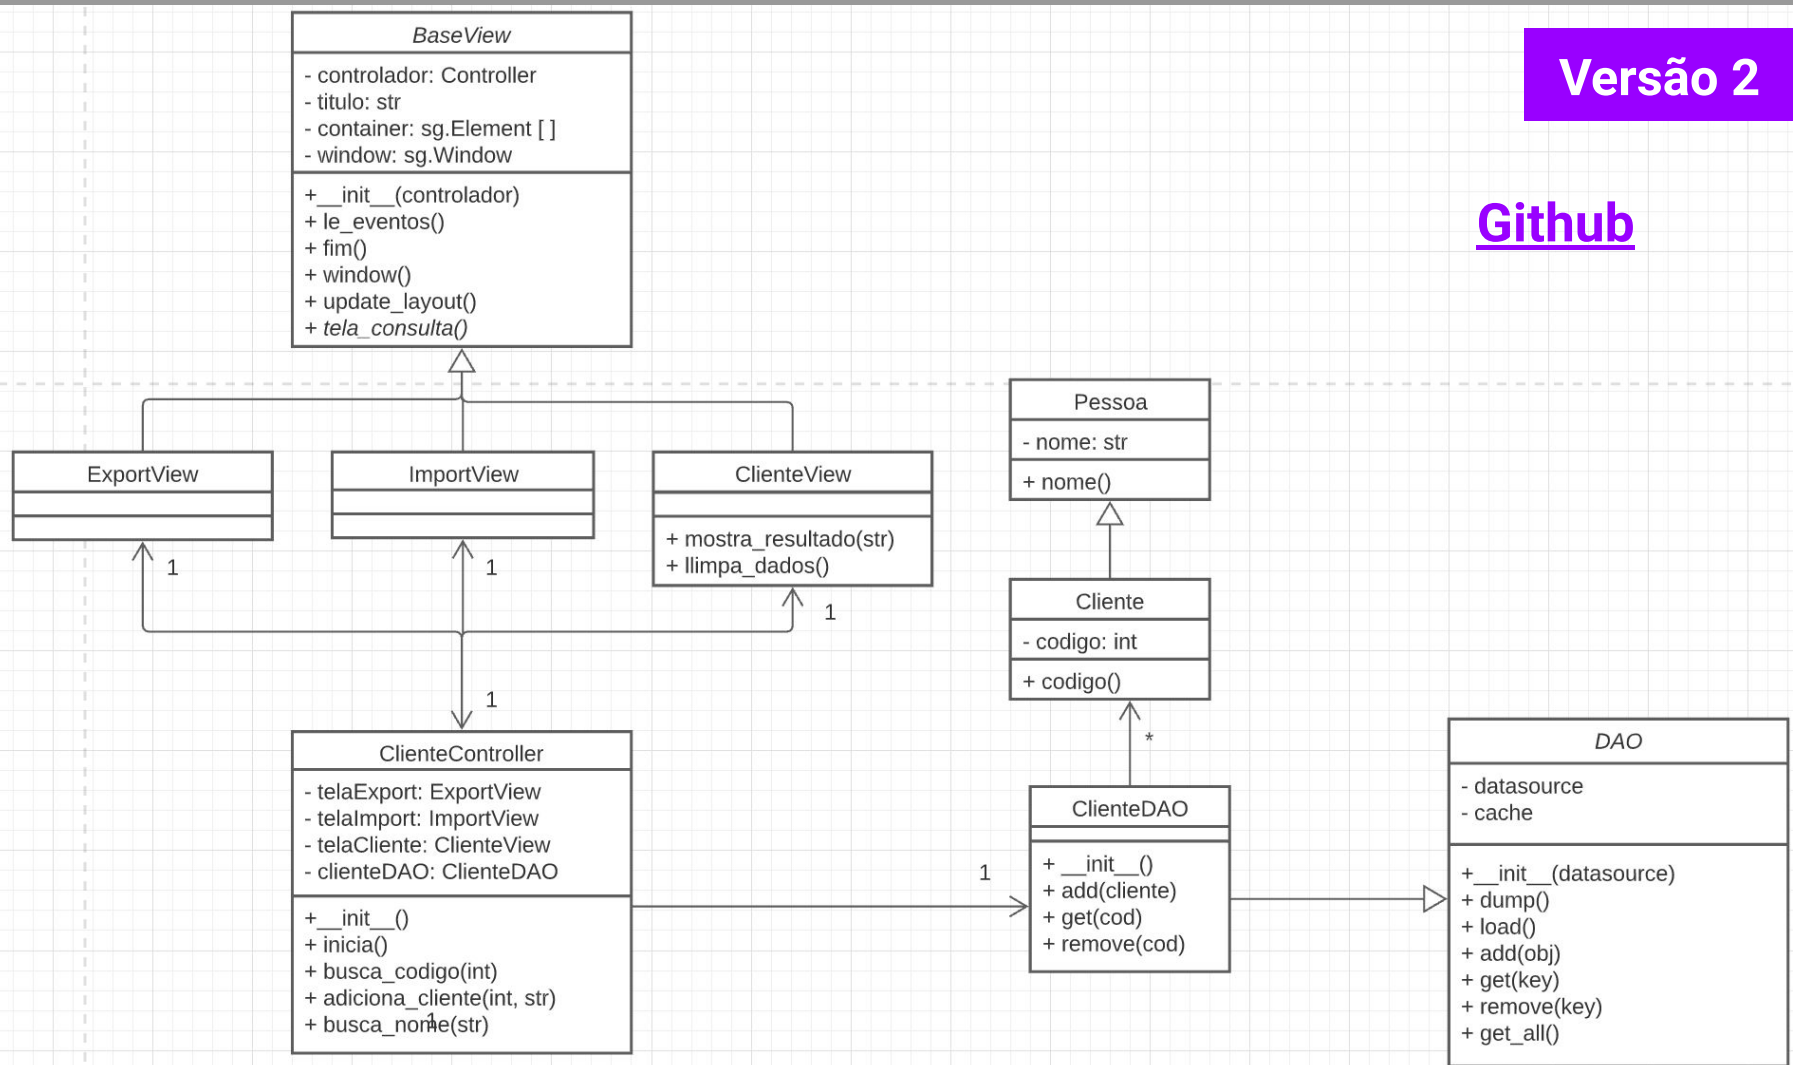 BaseView
- controlador: Controller
- titulo: str
- container: sg.Element [ ]
- window: sg.Window
+__init__(controlador)
+ le_eventos()
+ fim()
+ window()
+ update_layout()
+ tela_consulta()
Versão 2
Github
ExportView
ImportView
ClienteView
+ mostra_resultado(str)
+ llimpa_dados()
1
1
1
1
Pessoa
- nome: str
+ nome()
Cliente
- codigo: int
+ codigo()
*
ClienteController
- telaExport: ExportView
- telaImport: ImportView
- telaCliente: ClienteView
- clienteDAO: ClienteDAO
+__init__()
+ inicia()
+ busca_codigo(int)
+ adiciona_cliente(int, str)
+ busca_nome(str)
1
1
ClienteDAO
+ __init__()
+ add(cliente)
+ get(cod)
+ remove(cod)
DAO
- datasource
- cache
+__init__(datasource)
+ dump()
+ load()
+ add(obj)
+ get(key)
+ remove(key)
+ get_all()